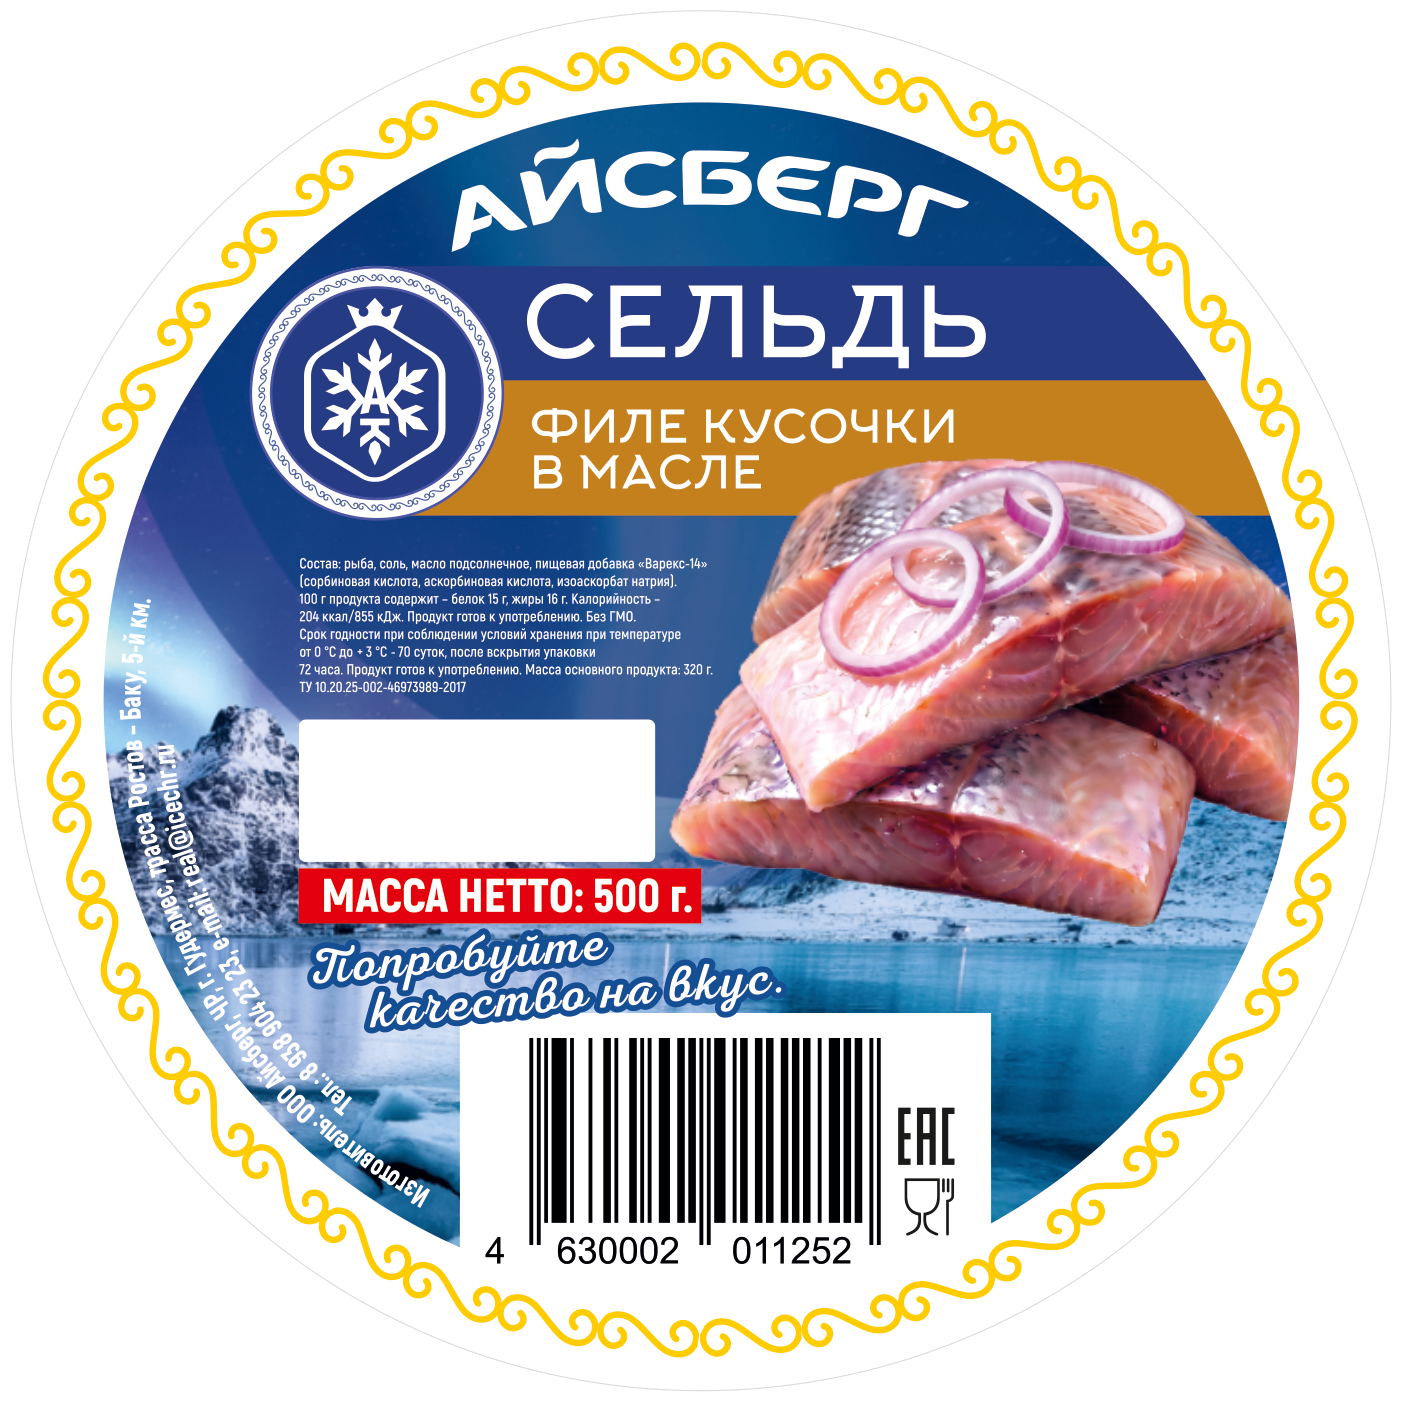 АЙСБЕРГ
СЕЛЬДЬ
ФИЛЕ КУСОЧКИ
В МАСЛЕ
Состав: рыба, соль, масло подсолнечное, пищевая добавка «Варекс-14»
(сорбиновая кислота, аскорбиновая кислота, изоаскорбат натрия).
100 г продукта содержит – белок 15 г, жиры 16 г. Калорийность –
204 ккал/855 кДж. Продукт готов к употреблению. Без ГМО.
Срок годности при соблюдении условий хранения при температуре
от 0 °С до + 3 °С - 70 суток, после вскрытия упаковки
72 часа. Продукт готов к употреблению. Масса основного продукта: 320 г.
ТУ 10.20.25-002-46973989-2017
МАССА НЕТТО: 500 г.
Попробуйте
качество на вкус.
Изготовитель: ООО Айсберг, ЧР, г. Гудермес, трасса Ростов – Баку, 5-й км.
Тел.: 8 938 904 23 23, e-mail: real@icechr.ru
EAC
4 630002 011252